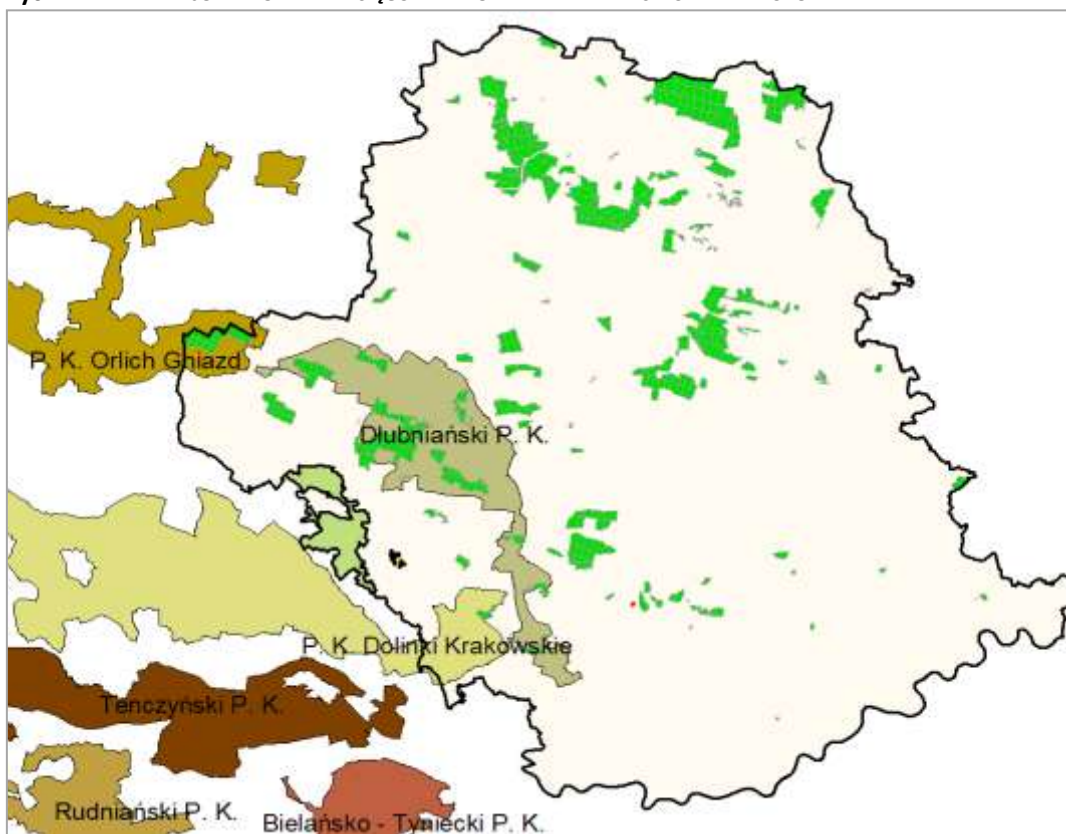 P. K. Orlich Gniazd
Dłubniański P. K.
P. K. Dolinki Krakowskie
Tenczyński P. K.
Rudniański P. K.
Bielańsko - Tyniecki P. K.